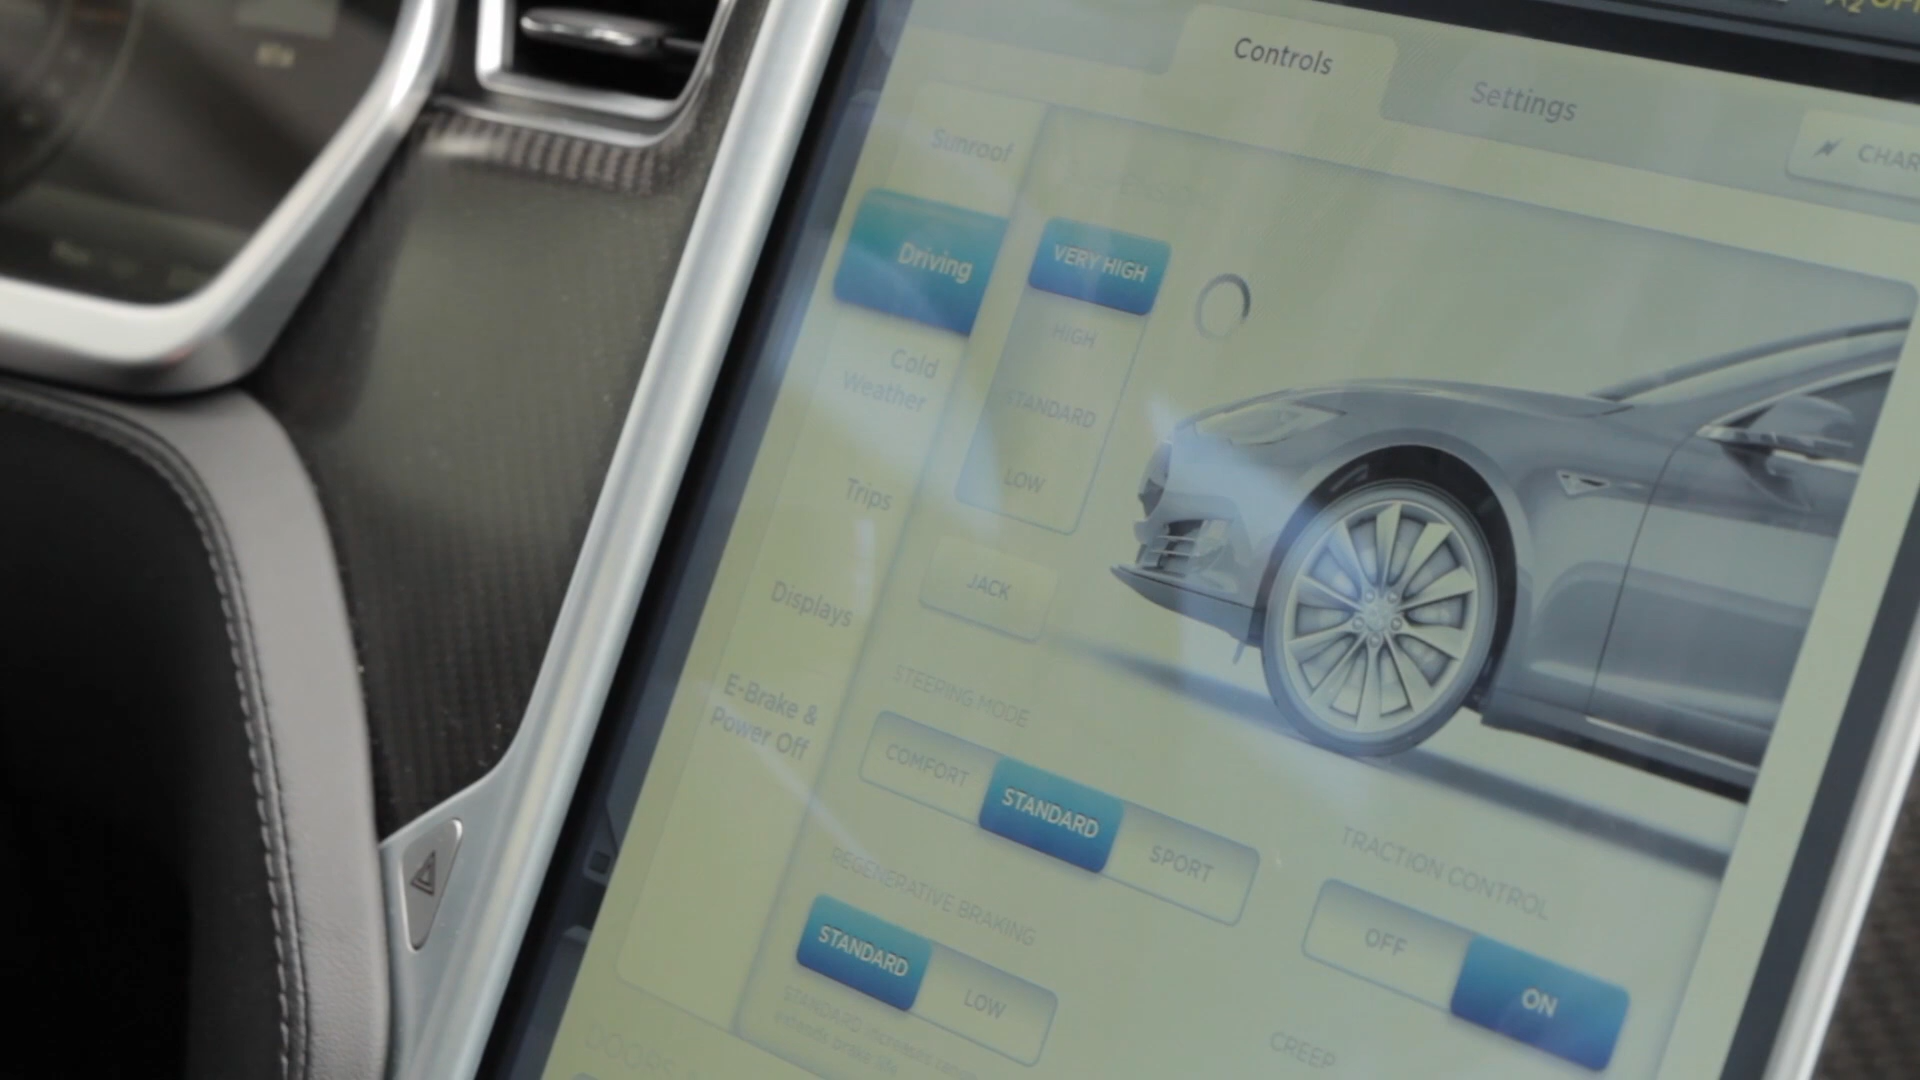 Controls
Settings
CHAR
Sunroof
Driving
Cold
Weather
Trips
Displays
E-Brake &
Power Off
VERY HIGH
HIGH
STANDARD
LOW
JACK
STEERING MODE
COMFORT
STANDARD
SPORT
REGENERATIVE BRAKING
STANDARD
LOW
TRACTION CONTROL
OFF
ON
CREEP
DOORS